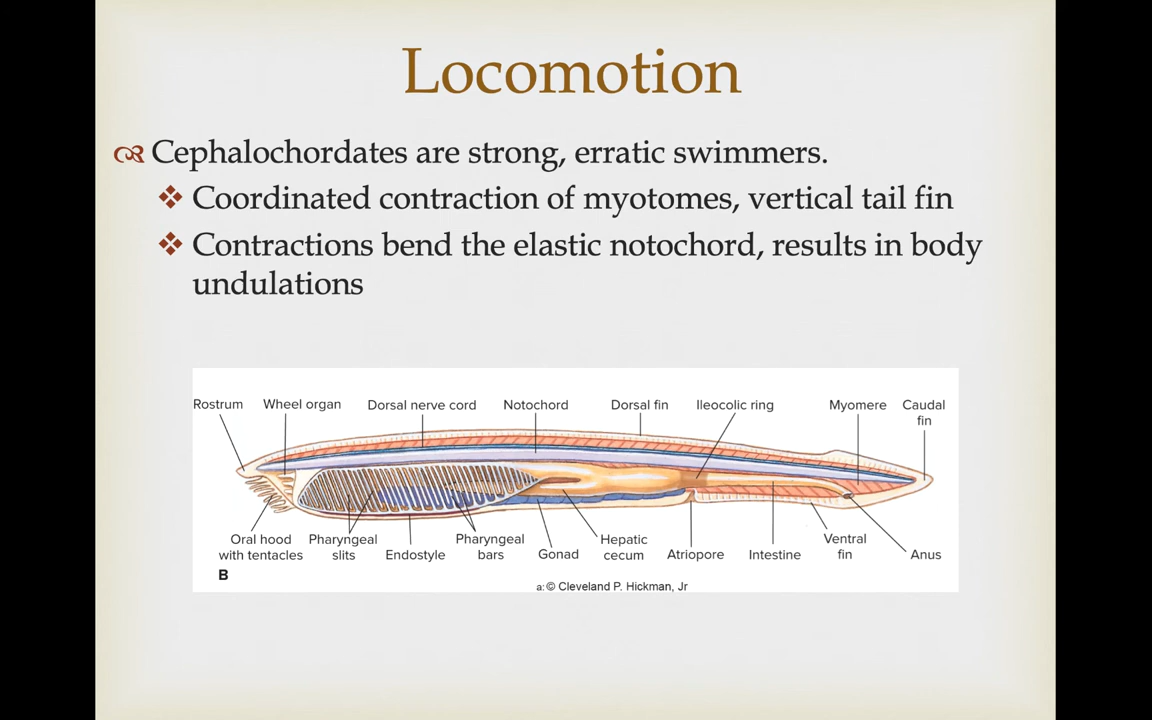 Locomotion
Cephalochordates are strong, erratic swimmers.
Coordinated contraction of myotomes, vertical tail fin
Contractions bend the elastic notochord, results in body
undulations
Rostrum Wheel organ Dorsal nerve cord Notochord Dorsal fin Ileocolic ring Myomere Caudal
fin
Oral hood Pharyngeal Pharyngeal Hepatic Ventral
with tentacles slits Endostyle bars Gonad cecum Atriopore Intestine fin Anus
B
a: © Cleveland P. Hickman, Jr